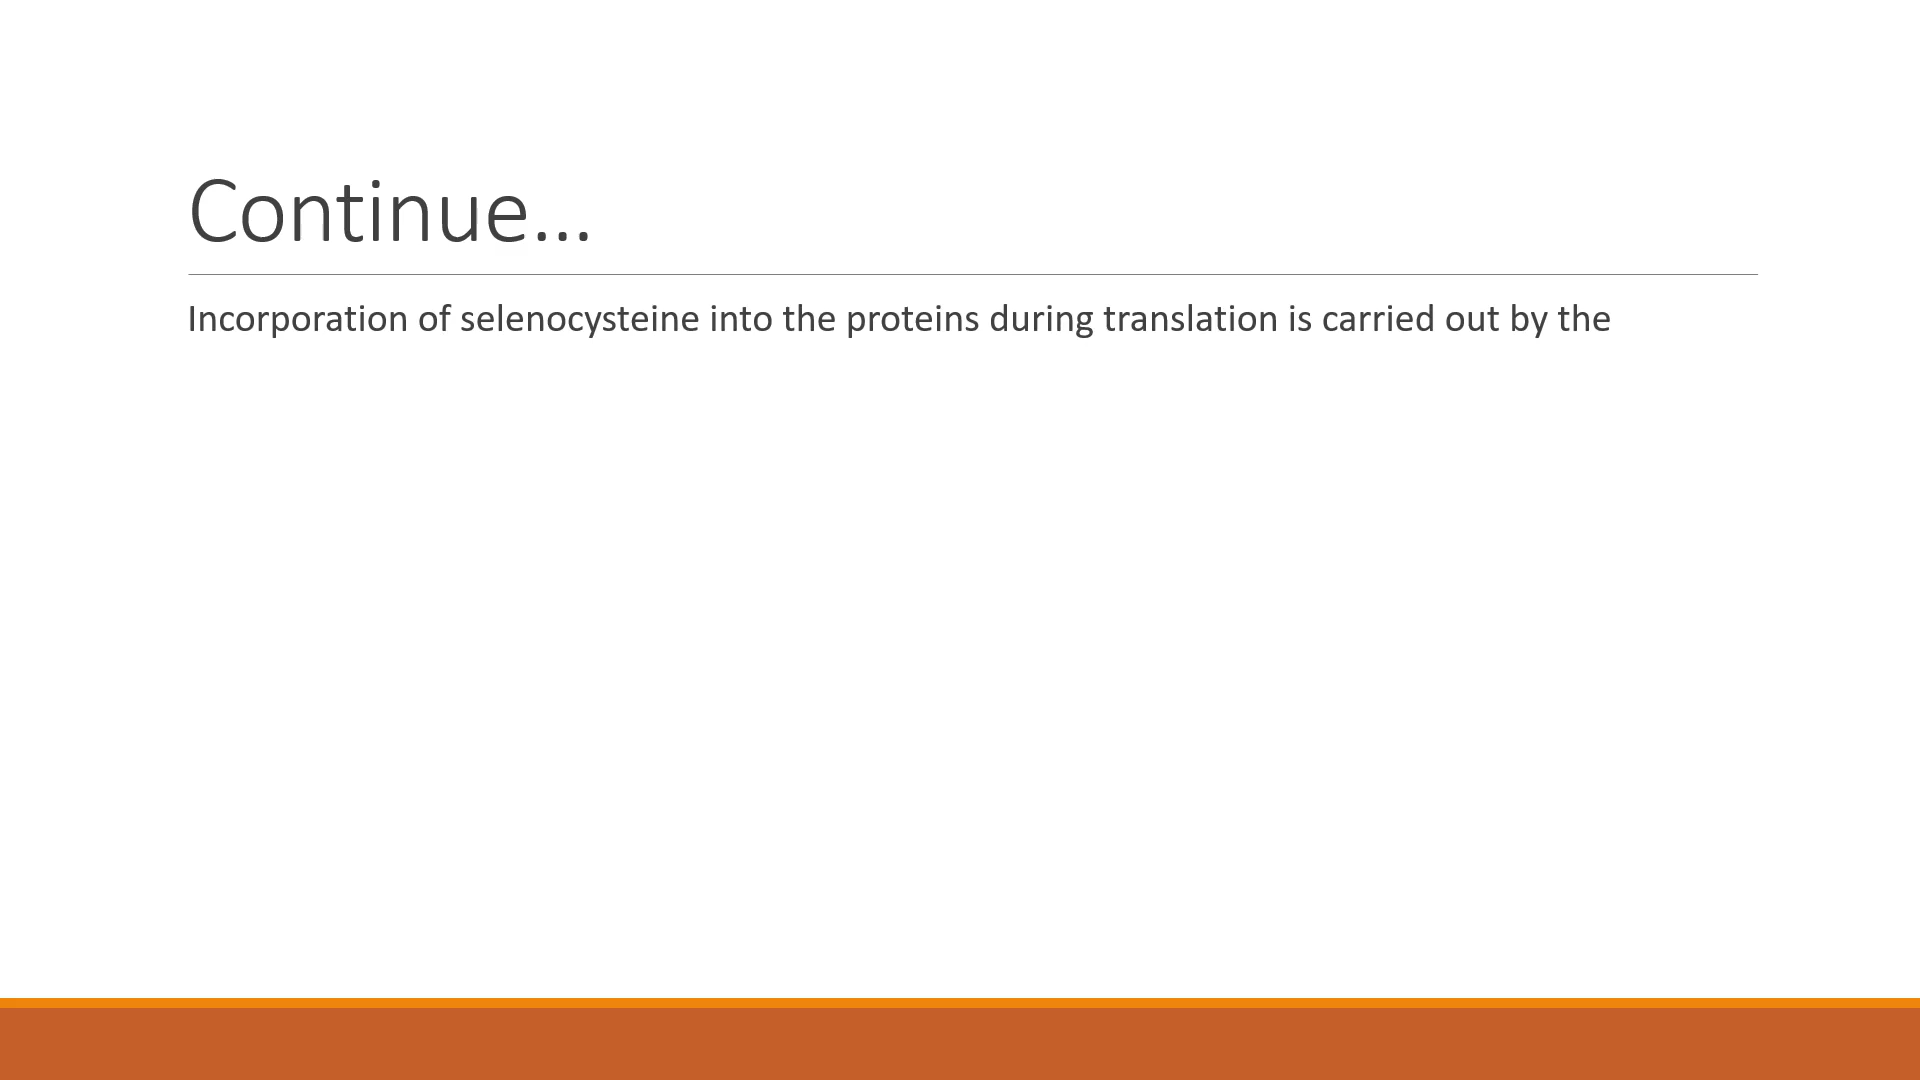 Continue…
Incorporation of selenocysteine into the proteins during translation is carried out by the